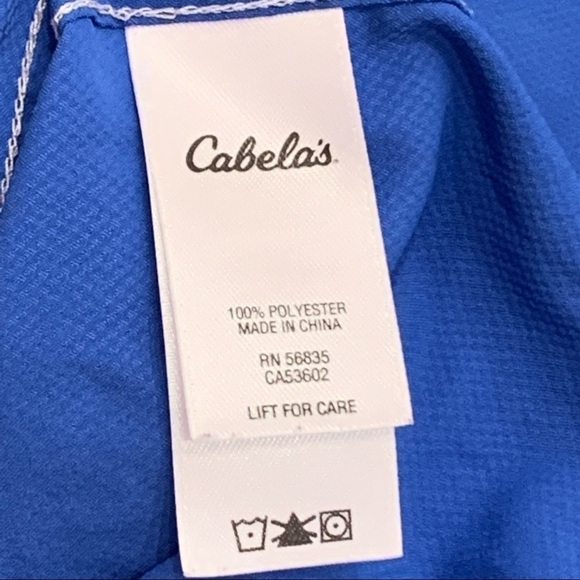 Cabela's
100% POLYESTER
MADE IN CHINA
RN 56835
CA53602
LIFT FOR CARE